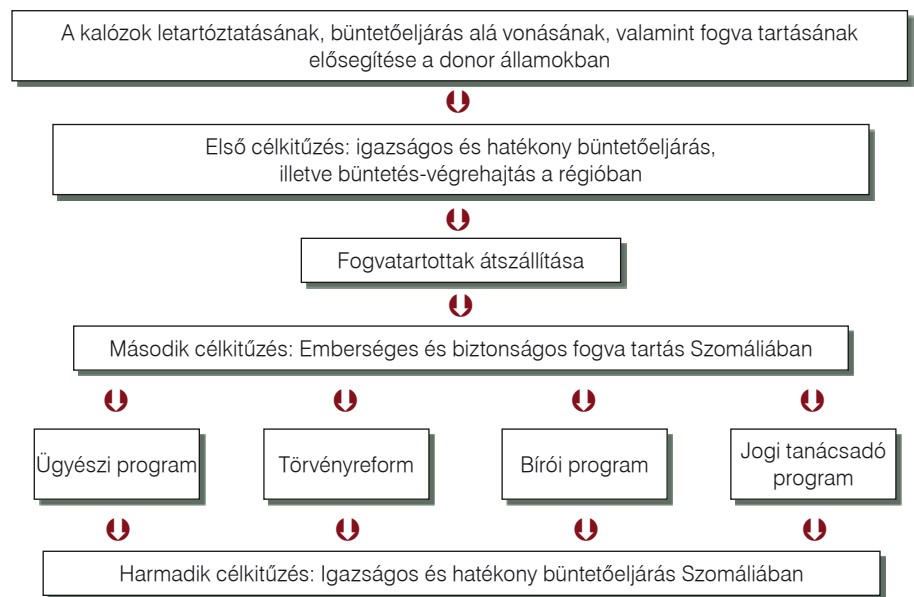 A kalózok letartóztatásának, büntetőeljárás alá vonásának, valamint fogva tartásának
elősegítése a donor államokban
Első célkitűzés: igazságos és hatékony büntetőeljárás,
illetve büntetés-végrehajtás a régióban
Fogvatartottak átszállítása
Második célkitűzés: Emberséges és biztonságos fogva tartás Szomáliában
Ügyészi program
Törvényreform
Bírói program
Jogi tanácsadó
program
Harmadik célkitűzés: Igazságos és hatékony büntetőeljárás Szomáliában